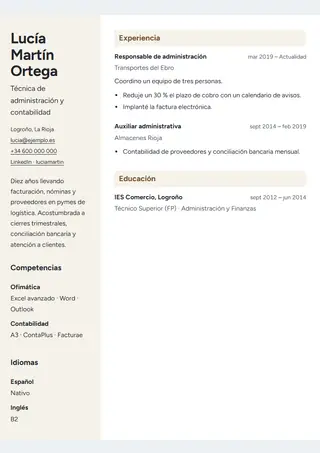 Lucía
Martín
Ortega
Técnica de
administración y
contabilidad
Logroño, La Rioja
lucia@ejemplo.es
+34 600 000 000
LinkedIn · luciamartin
Diez años llevando
facturación, nóminas y
proveedores en pymes de
logística. Acostumbrada a
cierres trimestrales,
conciliación bancaria y
atención a clientes.
Competencias
Ofimática
Excel avanzado · Word ·
Outlook
Contabilidad
A3 · ContaPlus · Facturae
Idiomas
Español
Nativo
Inglés
B2
Experiencia
Responsable de administración mar 2019 – Actualidad
Transportes del Ebro
Coordino un equipo de tres personas.
• Reduje un 30 % el plazo de cobro con un calendario de avisos.
• Implanté la factura electrónica.
Auxiliar administrativa sept 2014 – feb 2019
Almacenes Rioja
• Contabilidad de proveedores y conciliación bancaria mensual.
Educación
IES Comercio, Logroño sept 2012 – jun 2014
Técnico Superior (FP) · Administración y Finanzas